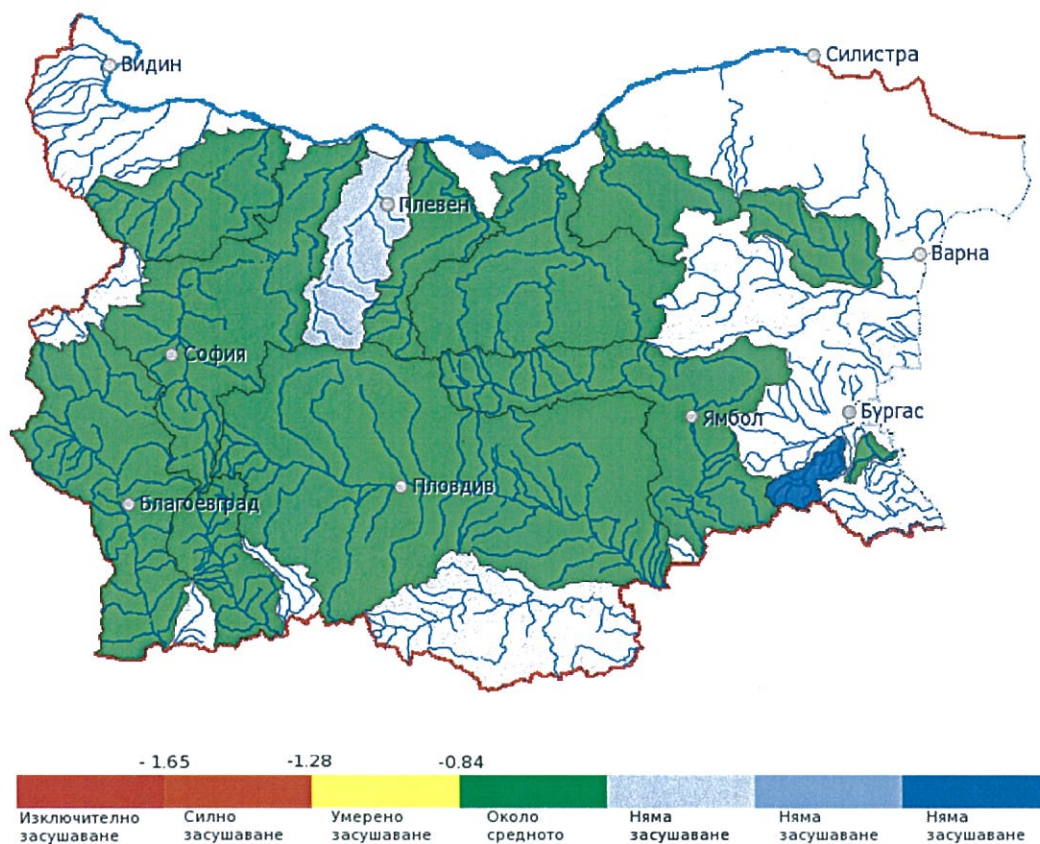 Видин
Силистра
Плевен
Варна
София
Ямбол
Бургас
Пловдив
Благоевград
- 1.65 -1.28 -0.84
Изключително засушаване
Силно засушаване
Умерено засушаване
Около средното
Няма засушаване
Няма засушаване
Няма засушаване